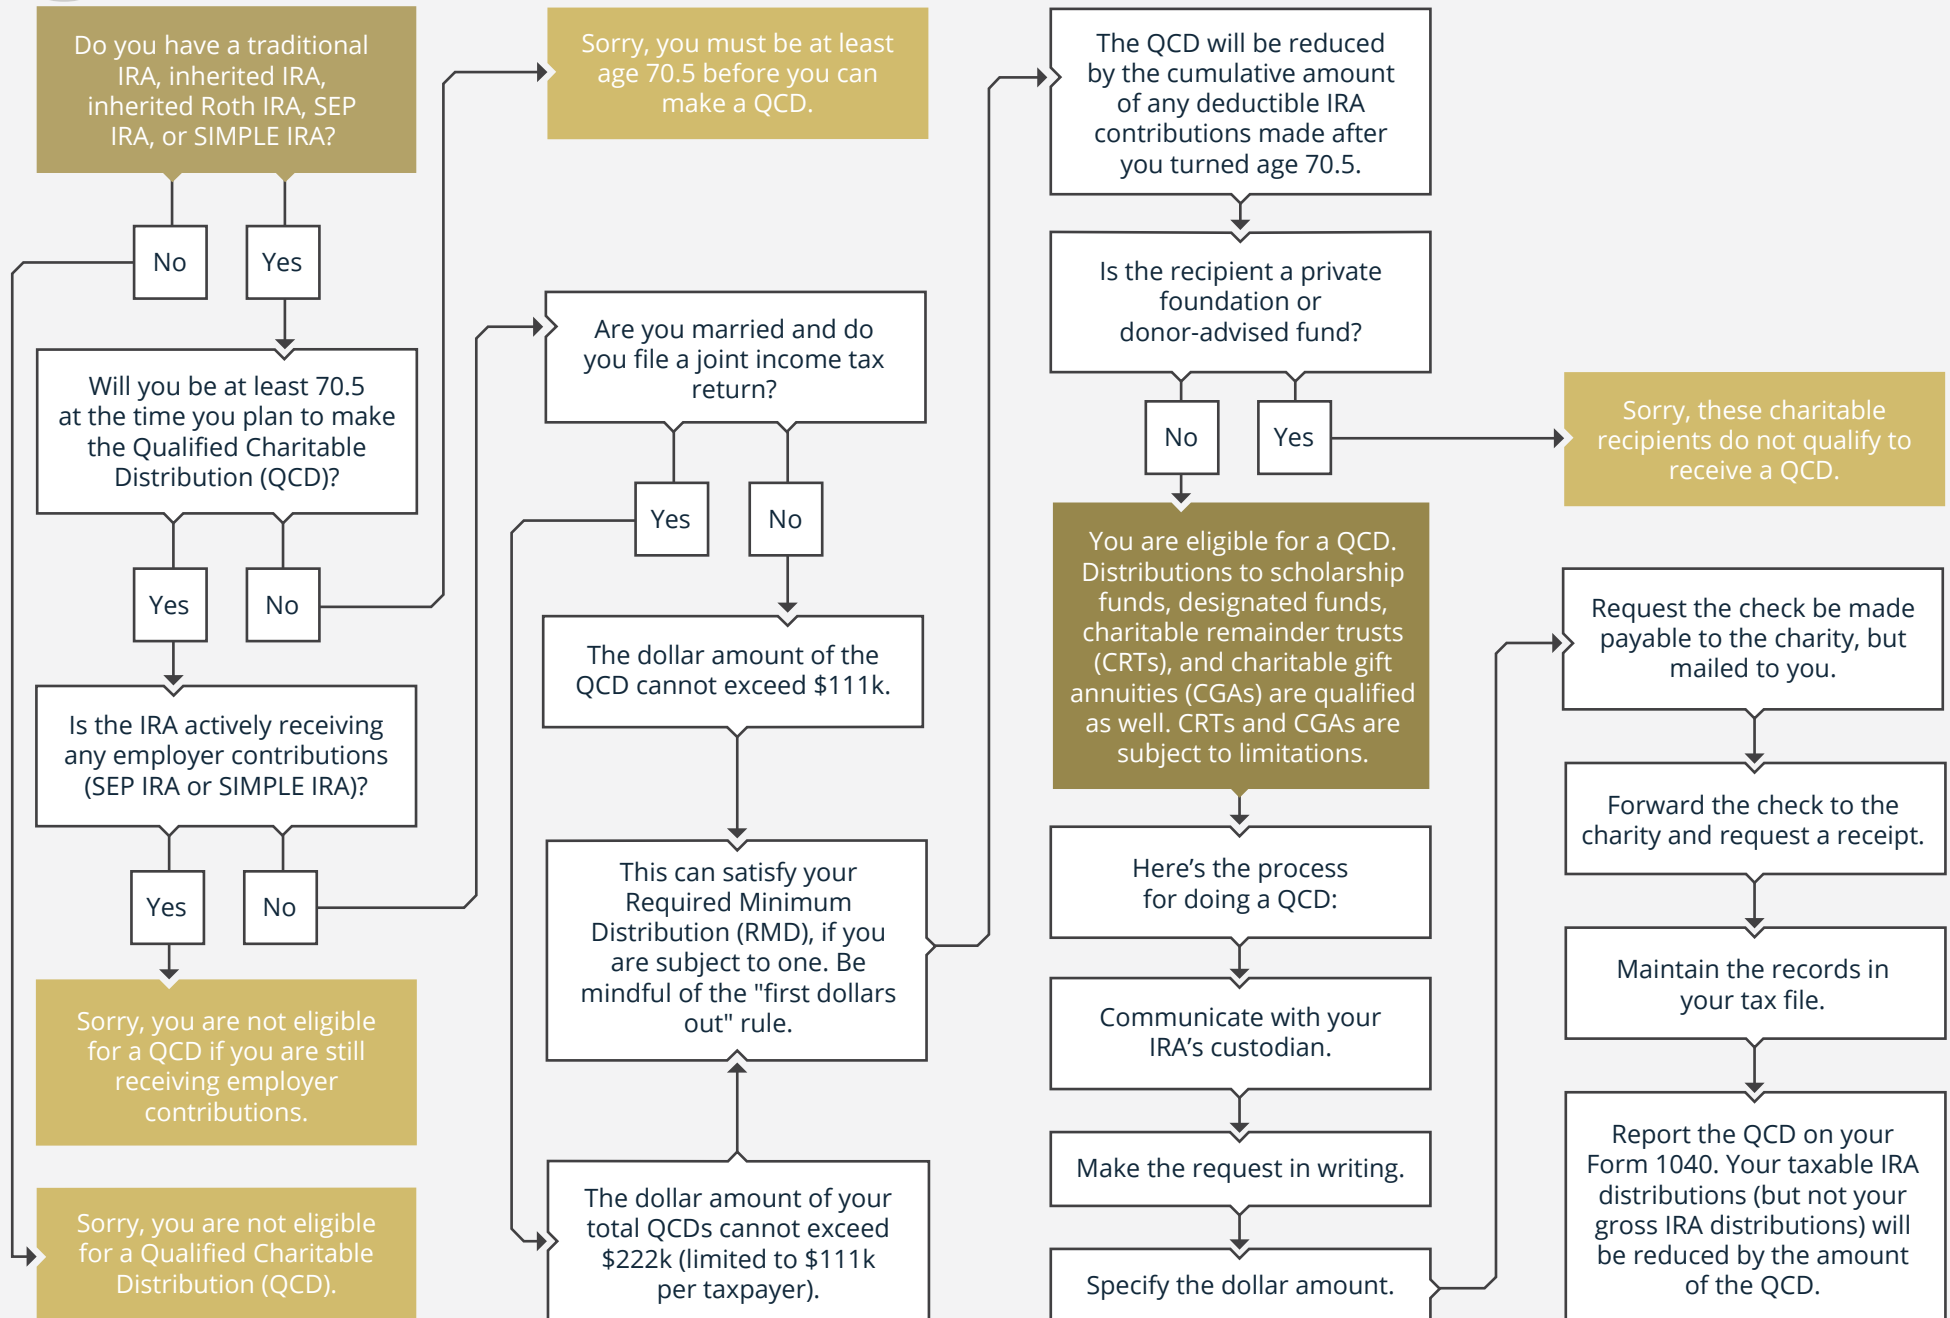 Do you have a traditional
IRA, inherited IRA,
inherited Roth IRA, SEP
IRA, or SIMPLE IRA?
No
Yes
Will you be at least 70.5
at the time you plan to make
the Qualified Charitable
Distribution (QCD)?
Yes
No
Is the IRA actively receiving
any employer contributions
(SEP IRA or SIMPLE IRA)?
Yes
No
Sorry, you are not eligible
for a QCD if you are still
receiving employer
contributions.
Sorry, you are not eligible
for a Qualified Charitable
Distribution (QCD).
Sorry, you must be at least
age 70.5 before you can
make a QCD.
Are you married and do
you file a joint income tax
return?
Yes
No
The dollar amount of the
QCD cannot exceed $111k.
This can satisfy your
Required Minimum
Distribution (RMD), if you
are subject to one. Be
mindful of the "first dollars
out" rule.
The dollar amount of your
total QCDs cannot exceed
$222k (limited to $111k
per taxpayer).
The QCD will be reduced
by the cumulative amount
of any deductible IRA
contributions made after
you turned age 70.5.
Is the recipient a private
foundation or
donor-advised fund?
No
Yes
Sorry, these charitable
recipients do not qualify to
receive a QCD.
You are eligible for a QCD.
Distributions to scholarship
funds, designated funds,
charitable remainder trusts
(CRTs), and charitable gift
annuities (CGAs) are qualified
as well. CRTs and CGAs are
subject to limitations.
Here’s the process
for doing a QCD:
Communicate with your
IRA’s custodian.
Make the request in writing.
Specify the dollar amount.
Request the check be made
payable to the charity, but
mailed to you.
Forward the check to the
charity and request a receipt.
Maintain the records in
your tax file.
Report the QCD on your
Form 1040. Your taxable IRA
distributions (but not your
gross IRA distributions) will
be reduced by the amount
of the QCD.